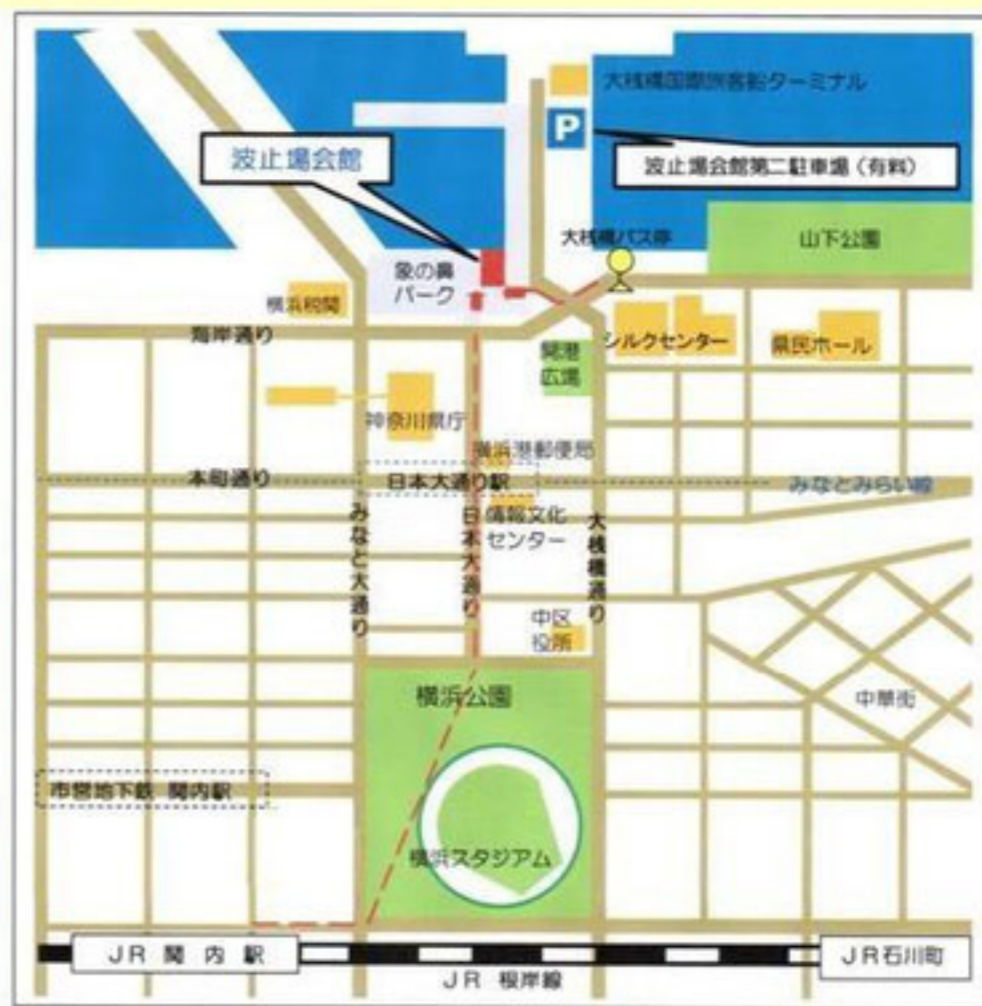 大桟橋国際旅客船ターミナル
P
波止場会館
波止場会館第二駐車場（有料）
大桟橋バス停
山下公園
象の鼻
パーク
横浜税関
海岸通り
シルクセンター
県民ホール
開港
広場
神奈川県庁
横浜港郵便局
本町通り
日本大通り駅
みなとみらい線
みなと大通り
日本大通り
情報文化
センター
大桟橋通り
中区
役所
横浜公園
中華街
市営地下鉄 関内駅
横浜スタジアム
JR 関内駅
JR石川町
JR 根岸線